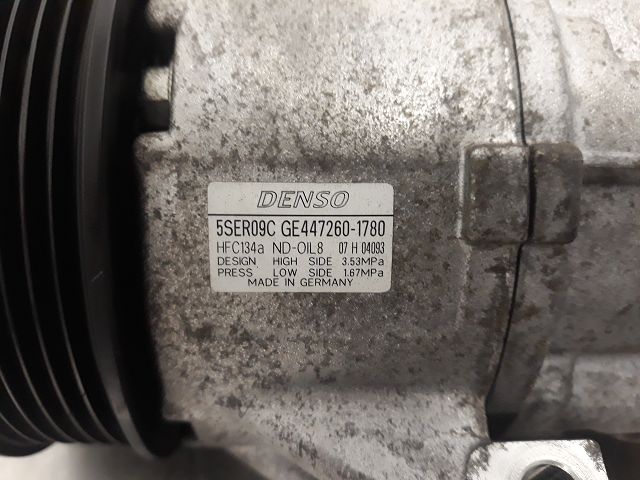 DENSO
5SER09C GE447260-1780
HFC134a ND-OIL8 07 H 04093
DESIGN HIGH SIDE 3.53MPa
PRESS LOW SIDE 1.67MPa
MADE IN GERMANY